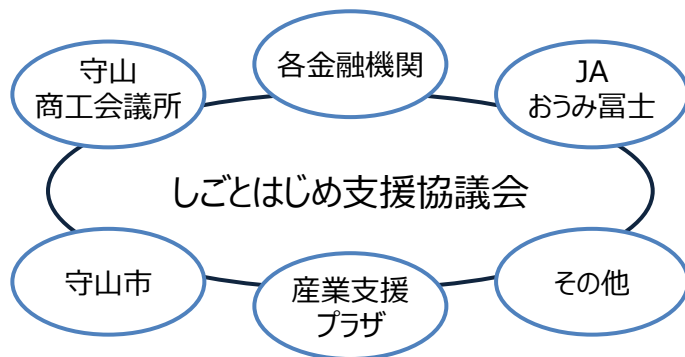 守山
商工会議所
各金融機関
JA
おうみ冨士
しごとはじめ支援協議会
守山市
産業支援
プラザ
その他